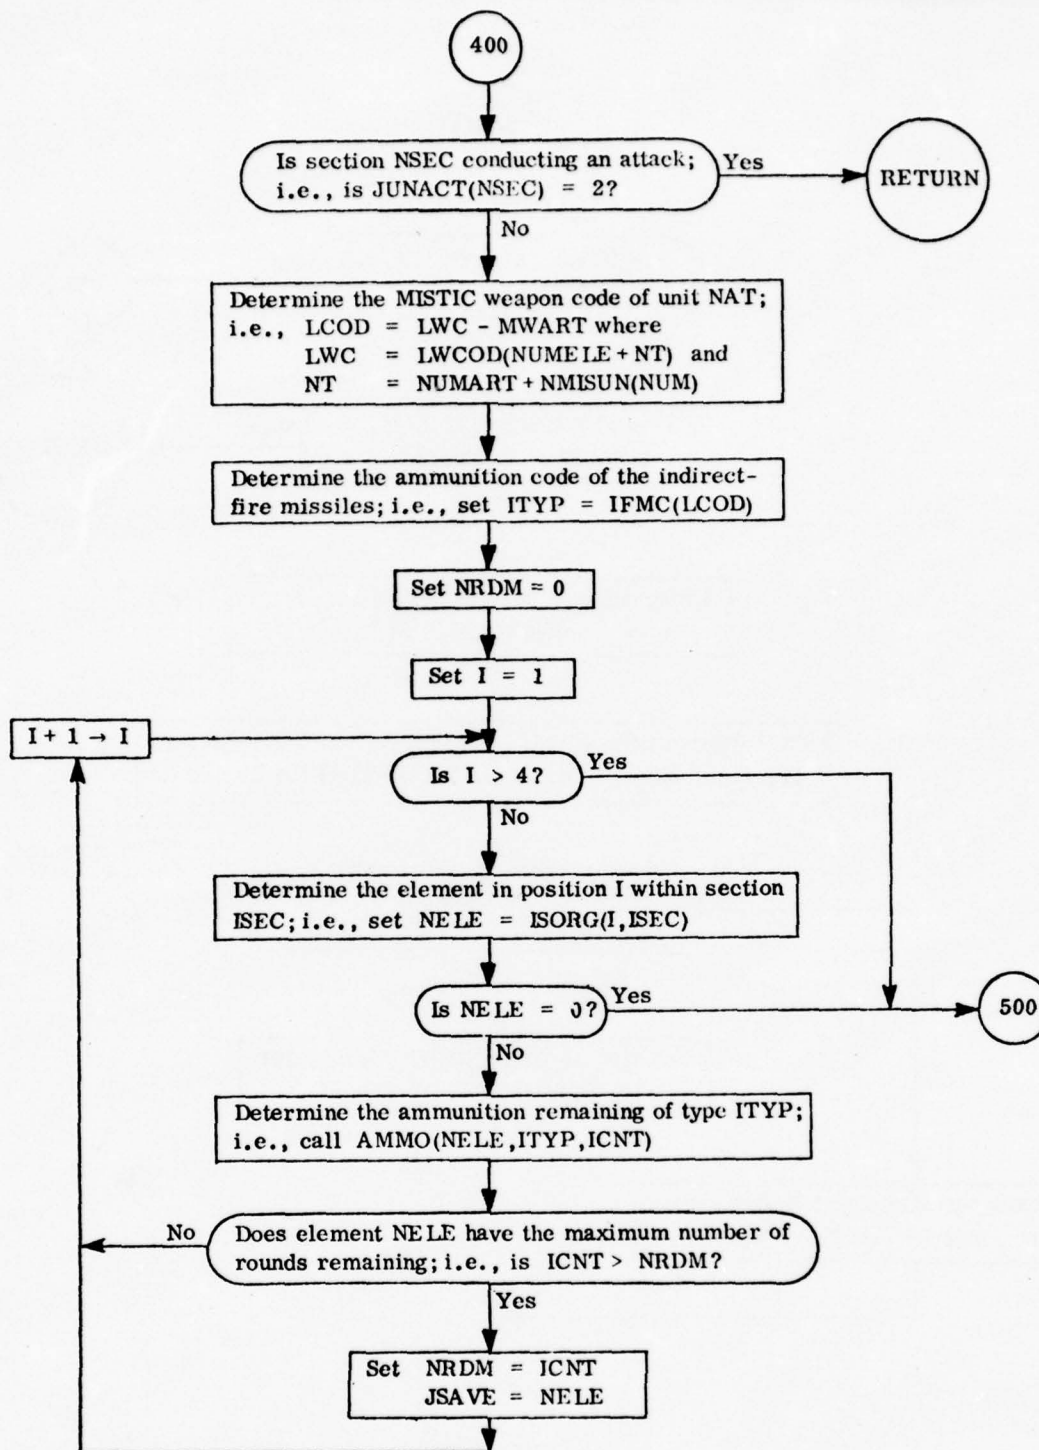 400
Is section NSEC conducting an attack;
i.e., is JUNACT(NSEC) = 2?
Yes
RETURN
No
Determine the MISTIC weapon code of unit NAT;
i.e., LCOD = LWC - MWART where
LWC = LWCOD(NUMELE + NT) and
NT = NUMART + NMISUN(NUM)
Determine the ammunition code of the indirect-
fire missiles; i.e., set ITYP = IFMC(LCOD)
Set NRDM = 0
Set I = 1
I + 1 → I
Is I > 4?
Yes
No
Determine the element in position I within section
ISEC; i.e., set NELE = ISORG(I,ISEC)
Is NELE = 0?
Yes
500
No
Determine the ammunition remaining of type ITYP;
i.e., call AMMO(NELE,ITYP,ICNT)
No
Does element NELE have the maximum number of
rounds remaining; i.e., is ICNT > NRDM?
Yes
Set NRDM = ICNT
JSAVE = NELE